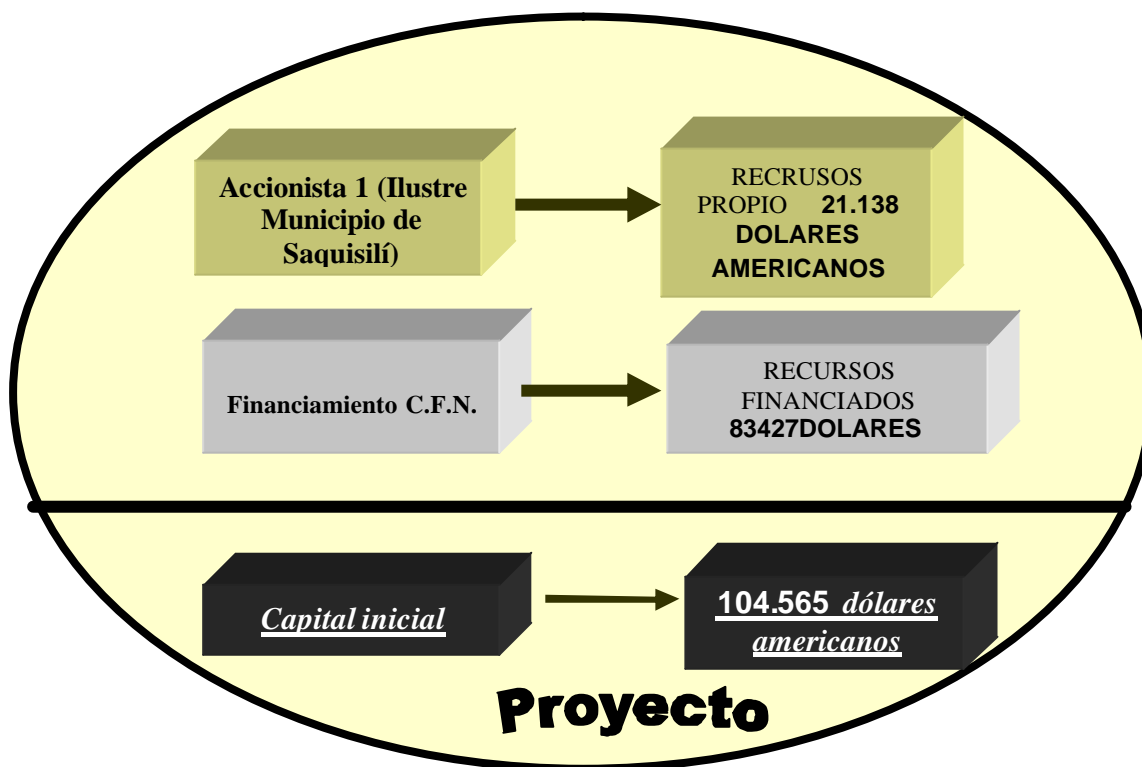 Accionista 1 (Ilustre
Municipio de
Saquisilí)
RECRUSOS
PROPIO 21.138
DOLARES
AMERICANOS
Financiamiento C.F.N.
RECURSOS
FINANCIADOS
83427DOLARES
Capital inicial
104.565 dólares
americanos
Proyecto